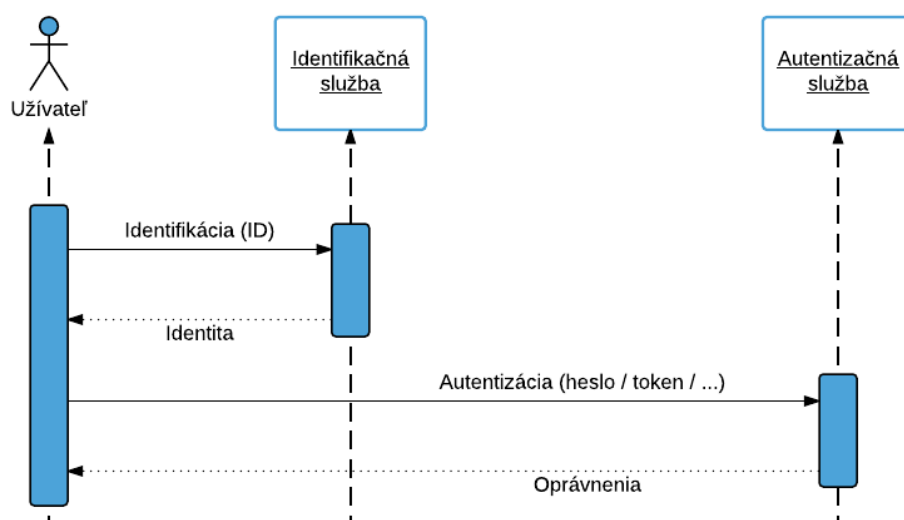 Užívateľ
Identifikačná
služba
Autentizačná
služba
Identifikácia (ID)
Identita
Autentizácia (heslo / token / ...)
Oprávnenia